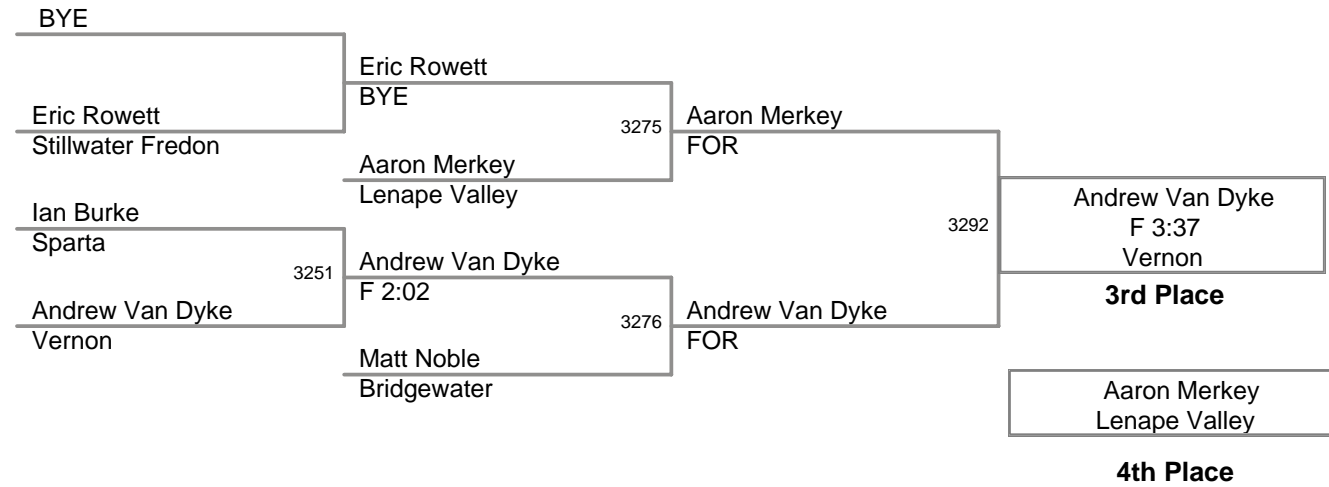 BYE
Eric Rowett
BYE
Eric Rowett
Stillwater Fredon
3275
Aaron Merkey
FOR
Aaron Merkey
Lenape Valley
Ian Burke
Sparta
3251
Andrew Van Dyke
F 2:02
Andrew Van Dyke
Vernon
3276
Andrew Van Dyke
FOR
Matt Noble
Bridgewater
3292
Andrew Van Dyke
F 3:37
Vernon
3rd Place
Aaron Merkey
Lenape Valley
4th Place